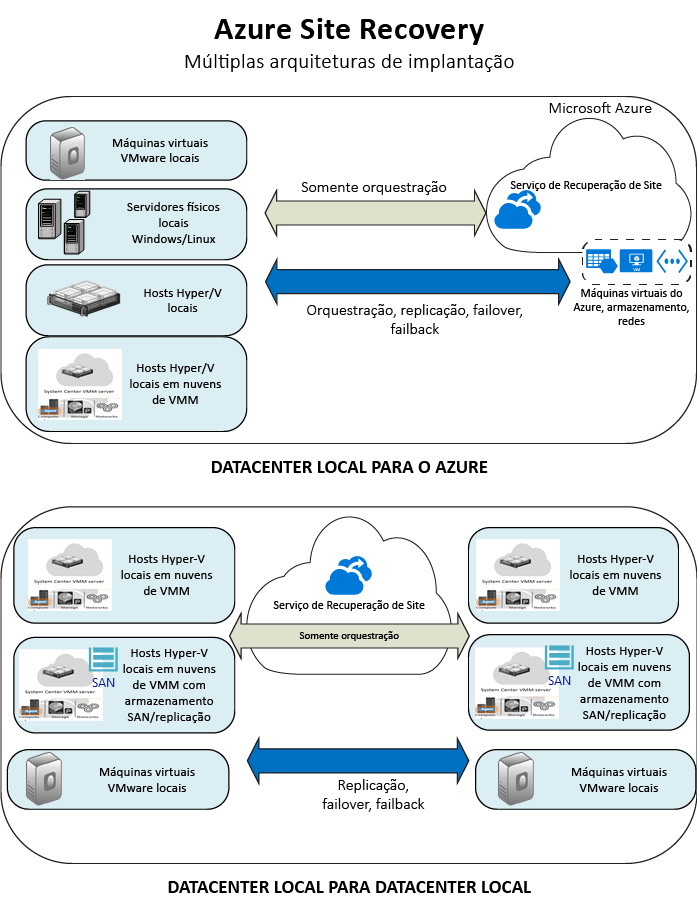 Azure Site Recovery
Múltiplas arquiteturas de implantação
Microsoft Azure
Máquinas virtuais
VMware locais
Servidores físicos
locais
Windows/Linux
Hosts Hyper/V
locais
Hosts Hyper/V
locais em nuvens
de VMM
System Center VMM server
Storage
Networks
Somente orquestração
Serviço de Recuperação de Site
VM
Orquestração, replicação, failover,
failback
Máquinas virtuais do
Azure, armazenamento,
redes
DATACENTER LOCAL PARA O AZURE
Hosts Hyper-V
locais em nuvens
de VMM
System Center VMM server
Storage
Networks
Hosts Hyper-V
locais em nuvens
de VMM com
armazenamento
SAN/replicação
SAN
System Center VMM server
Storage
Networks
Máquinas virtuais
VMware locais
Serviço de Recuperação de Site
Somente orquestração
Replicação,
failover, failback
Hosts Hyper-V
locais em nuvens
de VMM
System Center VMM server
Storage
Networks
Hosts Hyper-V
locais em nuvens
de VMM com
armazenamento
SAN/replicação
SAN
System Center VMM server
Storage
Networks
Máquinas virtuais
VMware locais
DATACENTER LOCAL PARA DATACENTER LOCAL